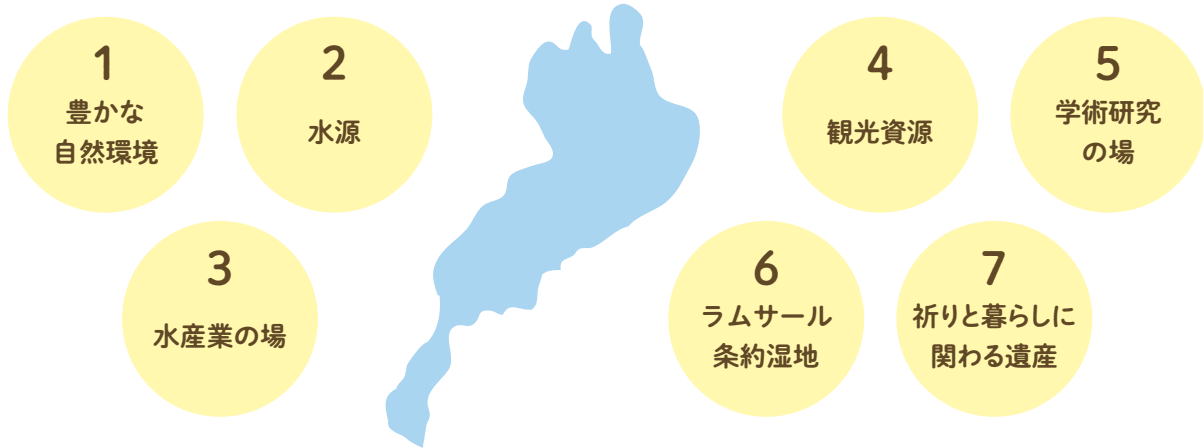 1
豊かな
自然環境
2
水源
3
水産業の場
4
観光資源
5
学術研究
の場
6
ラムサール
条約湿地
7
祈りと暮らしに
関わる遺産